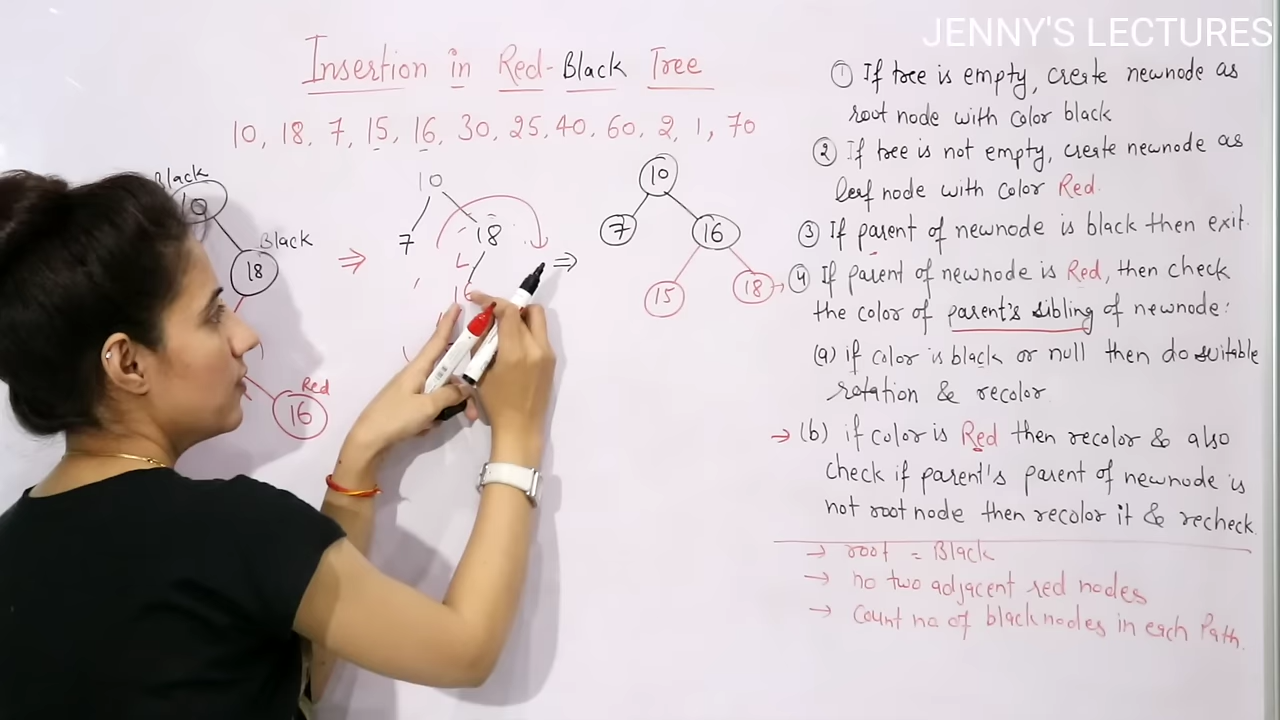 JENNY'S LECTURES
Insertion in Red-Black Tree
10, 18, 7, 15, 16, 30, 25, 40, 60, 2, 1, 70
Black
10
Black
18
Red
16
⇒
10
7
18
L
16
⇒
10
7
16
15
18
① If tree is empty, create newnode as
root node with color black
② If tree is not empty, create newnode as
leaf node with color Red.
③ If parent of newnode is black then exit.
④ If parent of newnode is Red, then check
the color of parent's sibling of newnode:
(a) if color is black or null then do suitable
rotation & recolor
→ (b) if color is Red then recolor & also
check if parent's parent of newnode is
not root node then recolor it & recheck
→ root = Black
→ no two adjacent red nodes
→ Count no of black nodes in each Path.